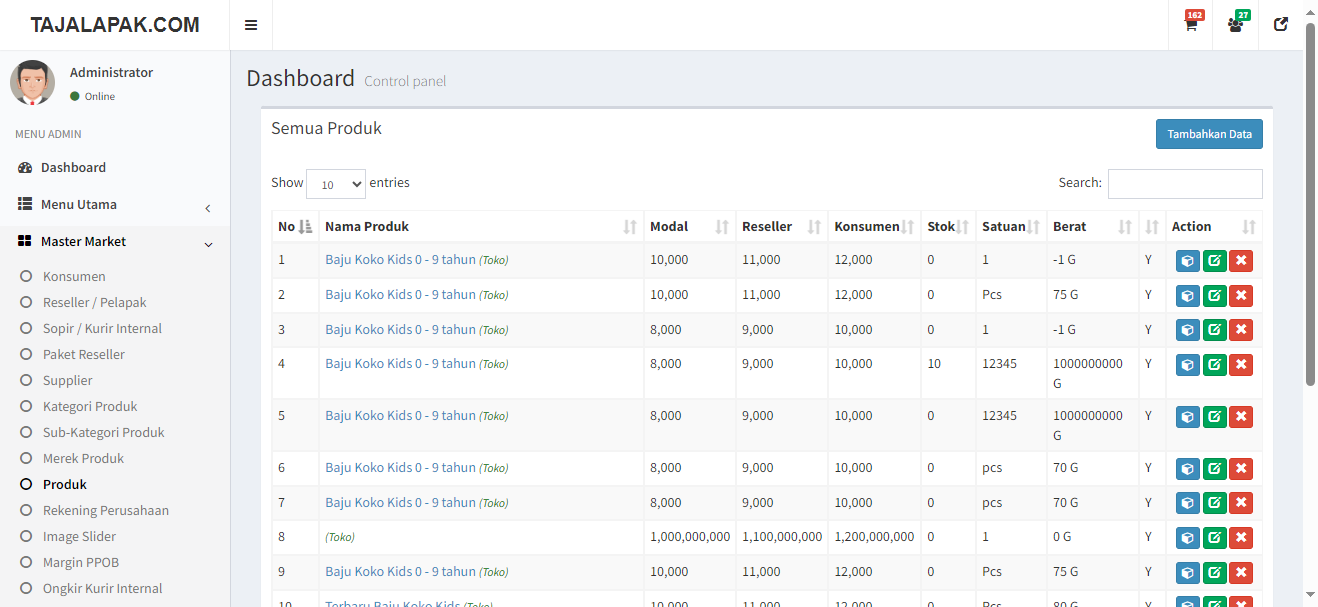 TAJALAPAK.COM
162
27
Administrator
Online
MENU ADMIN
Dashboard
Menu Utama
Master Market
Konsumen
Reseller / Pelapak
Sopir / Kurir Internal
Paket Reseller
Supplier
Kategori Produk
Sub-Kategori Produk
Merek Produk
Produk
Rekening Perusahaan
Image Slider
Margin PPOB
Ongkir Kurir Internal
Dashboard Control panel
Semua Produk
Tambahkan Data
Show 10 entries
Search:
No Nama Produk Modal Reseller Konsumen Stok Satuan Berat Action
1 Baju Koko Kids 0 - 9 tahun (Toko) 10,000 11,000 12,000 0 1 -1 G Y
2 Baju Koko Kids 0 - 9 tahun (Toko) 10,000 11,000 12,000 0 Pcs 75 G Y
3 Baju Koko Kids 0 - 9 tahun (Toko) 8,000 9,000 10,000 0 1 -1 G Y
4 Baju Koko Kids 0 - 9 tahun (Toko) 8,000 9,000 10,000 10 12345 1000000000 Y
G
5 Baju Koko Kids 0 - 9 tahun (Toko) 8,000 9,000 10,000 0 12345 1000000000 Y
G
6 Baju Koko Kids 0 - 9 tahun (Toko) 8,000 9,000 10,000 0 pcs 70 G Y
7 Baju Koko Kids 0 - 9 tahun (Toko) 8,000 9,000 10,000 0 pcs 70 G Y
8 (Toko) 1,000,000,000 1,100,000,000 1,200,000,000 0 1 0 G Y
9 Baju Koko Kids 0 - 9 tahun (Toko) 10,000 11,000 12,000 0 Pcs 75 G Y
10 Terbaru Baju Koko Kids (Toko) 10,000 11,000 12,000 0 Pcs 80 G Y